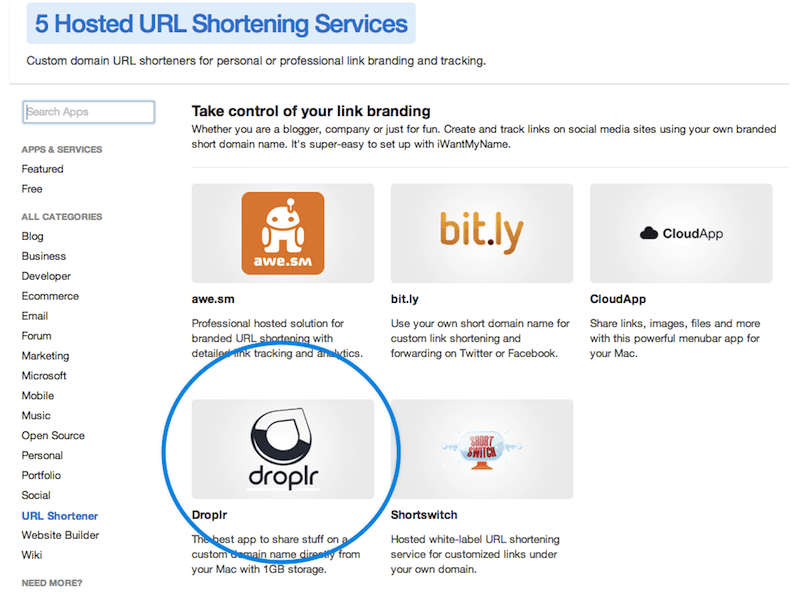 5 Hosted URL Shortening Services
Custom domain URL shorteners for personal or professional link branding and tracking.
Search Apps
APPS & SERVICES
Featured
Free
ALL CATEGORIES
Blog
Business
Developer
Ecommerce
Email
Forum
Marketing
Microsoft
Mobile
Music
Open Source
Personal
Portfolio
Social
URL Shortener
Website Builder
Wiki
NEED MORE?
Take control of your link branding
Whether you are a blogger, company or just for fun. Create and track links on social media sites using your own branded
short domain name. It's super-easy to set up with iWantMyName.
awe.sm
awe.sm
Professional hosted solution for
branded URL shortening with
detailed link tracking and analytics.
bit.ly
bit.ly
Use your own short domain name for
custom link shortening and
forwarding on Twitter or Facebook.
CloudApp
CloudApp
Share links, images, files and more
with this powerful menubar app for
your Mac.
droplr
Droplr
The best app to share stuff on a
custom domain name directly from
your Mac with 1GB storage.
SHORT
SWITCH
Shortswitch
Hosted white-label URL shortening
service for customized links under
your own domain.